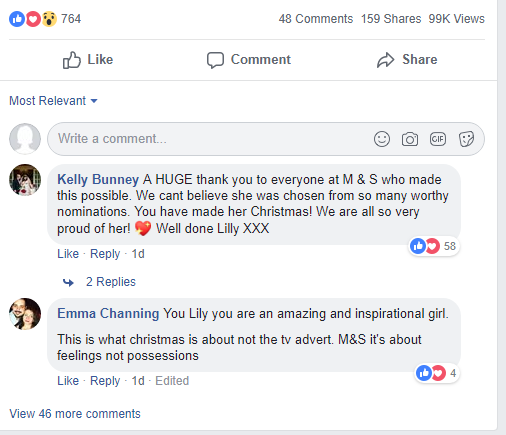 764 48 Comments 159 Shares 99K Views
Like Comment Share
Most Relevant
Write a comment...
GIF
Kelly Bunney A HUGE thank you to everyone at M & S who made
this possible. We cant believe she was chosen from so many worthy
nominations. You have made her Christmas! We are all so very
proud of her! 💖 Well done Lilly XXX
58
Like · Reply · 1d
2 Replies
Emma Channing You Lily you are an amazing and inspirational girl.
This is what christmas is about not the tv advert. M&S it's about
feelings not possessions
4
Like · Reply · 1d · Edited
View 46 more comments